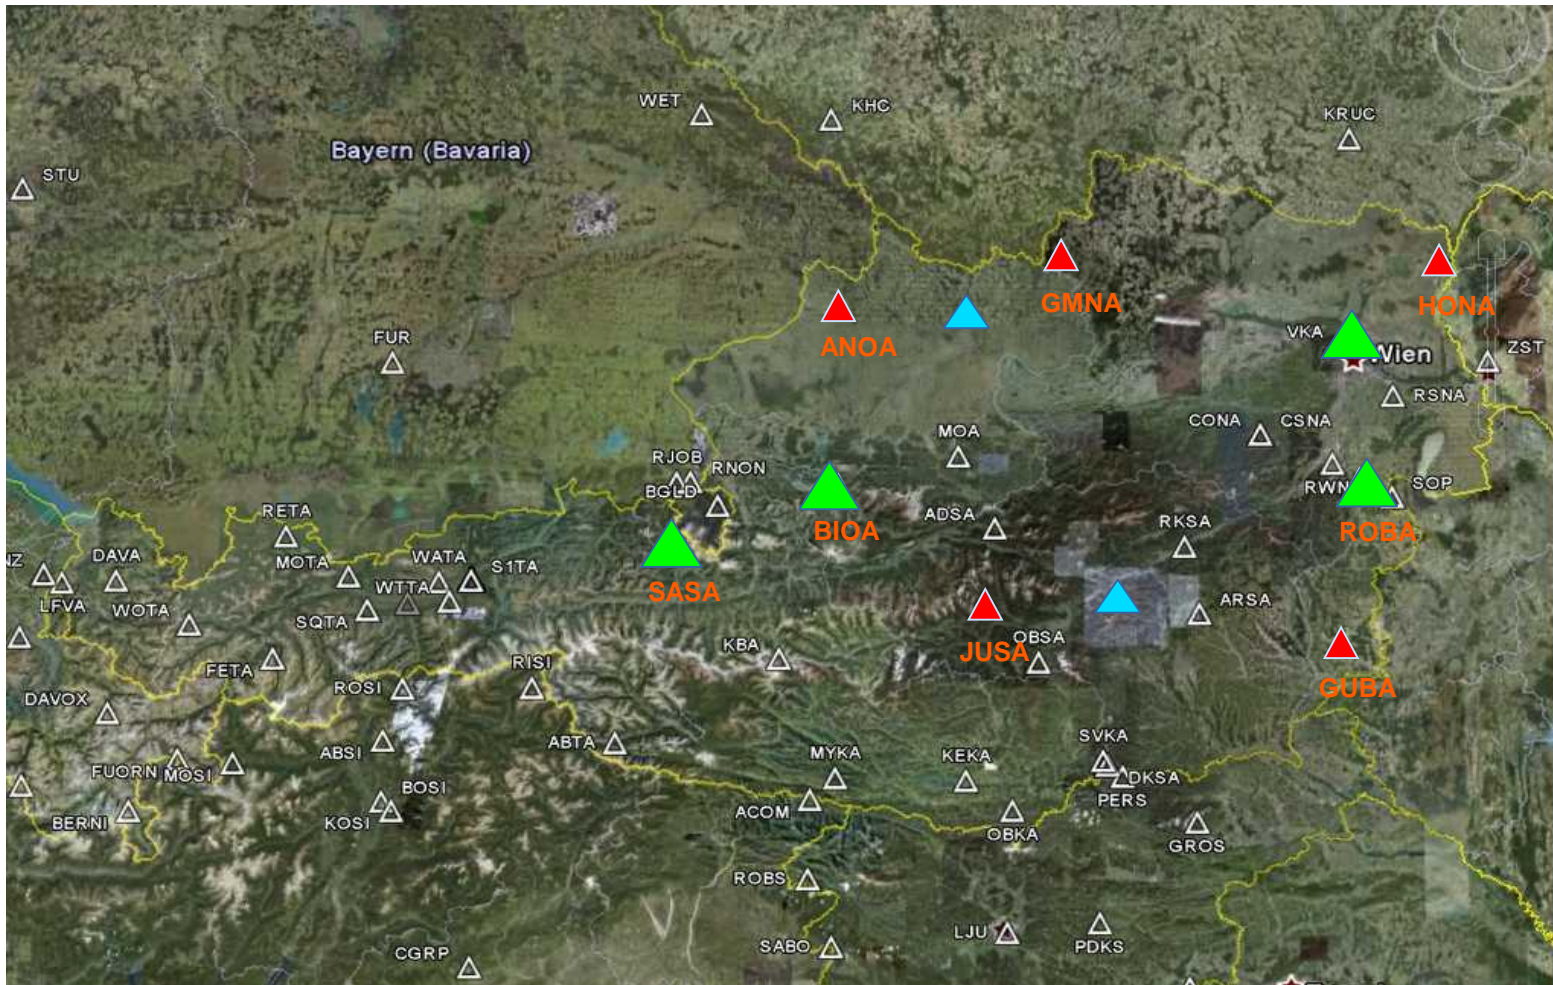 WET
KHC
KRUC
Bayern (Bavaria)
STU
GMNA
HONA
ANOA
FUR
VKA
Wien
ZST
RSNA
CONA
CSNA
MOA
RJOB
RNON
BGLD
BIOA
ADSA
RKSA
RWN
SOP
ROBA
RETA
SASA
NZ
DAVA
MOTA
WATA
S1TA
WTTA
LFVA
WOTA
SQTA
ARSA
JUSA
OBSA
KBA
FETA
RISI
ROSI
GUBA
DAVOX
ABSI
ABTA
MYKA
KEKA
SVKA
FUORN
MOSI
DKSA
PERS
BOSI
KOSI
BERNI
ACOM
OBKA
GROS
ROBS
LJU
PDKS
SABO
CGRP